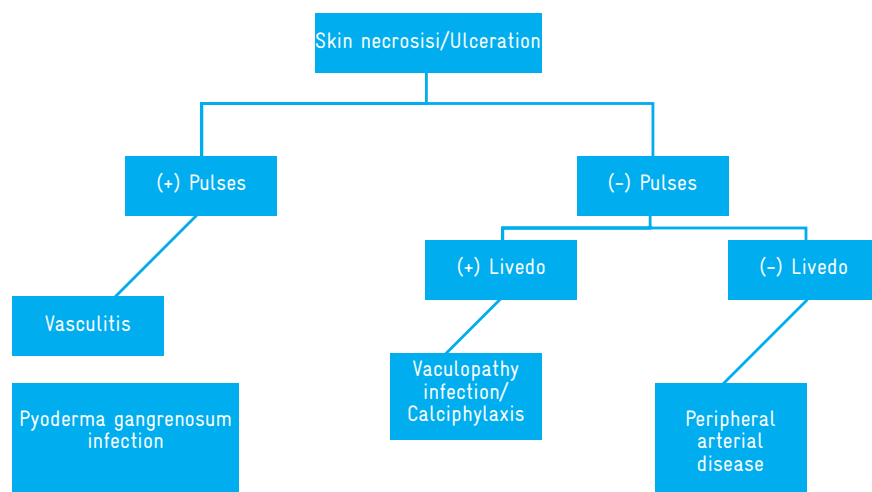 Skin necrosisi/Ulceration
(+) Pulses
(-) Pulses
(+) Livedo
(-) Livedo
Vasculitis
Vaculopathy
infection/
Calciphylaxis
Pyoderma gangrenosum
infection
Peripheral
arterial
disease